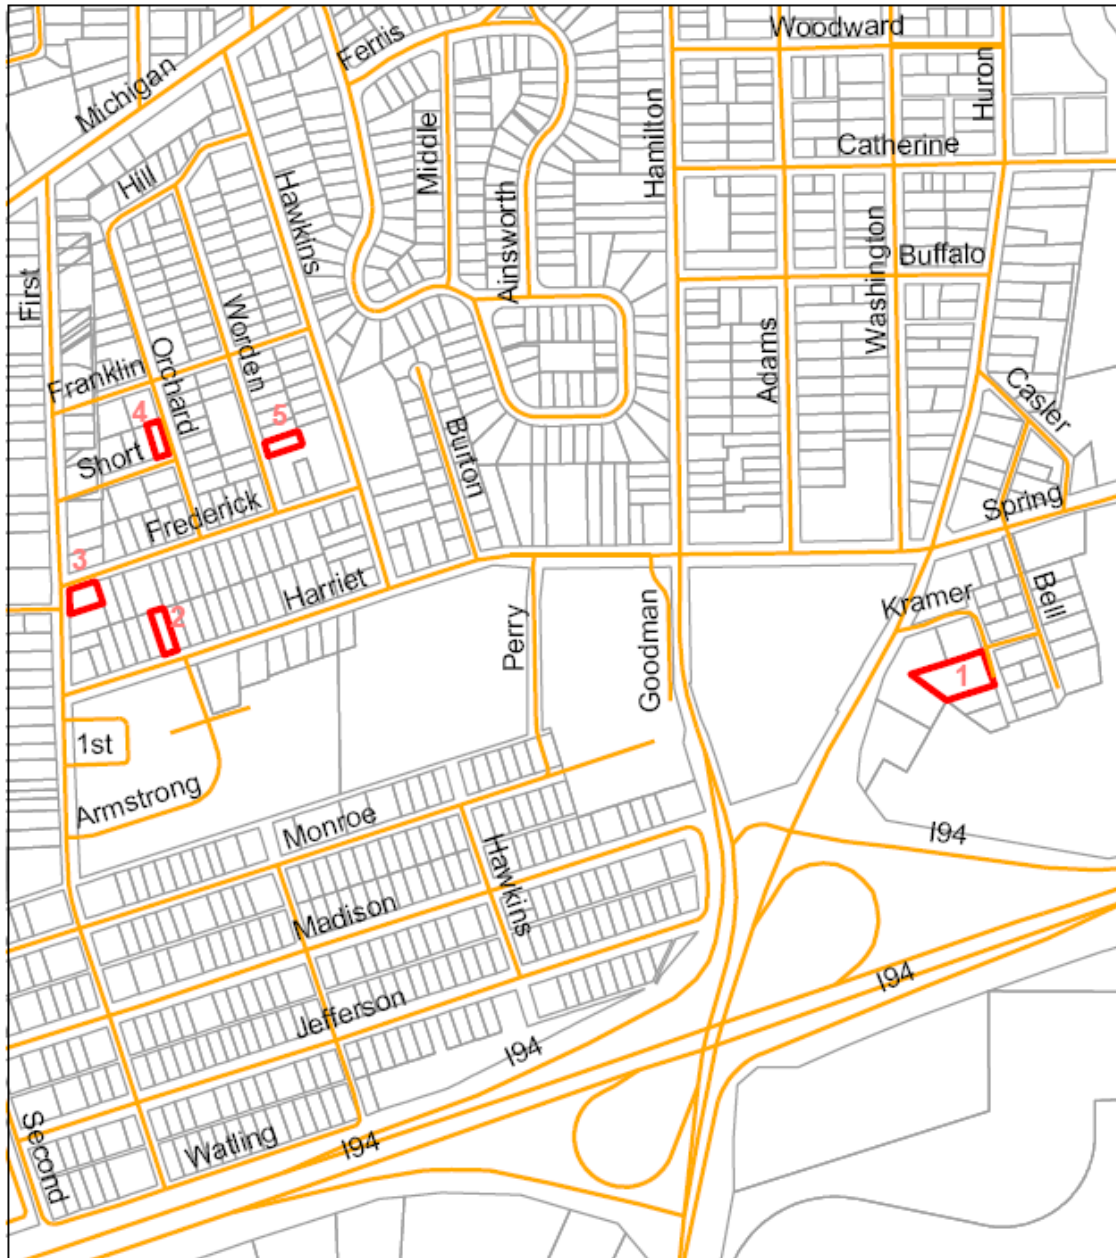 Woodward
Ferris
Michigan
Huron
Hamilton
Middle
Catherine
Hill
Ainsworth
Hawkins
Washington
Buffalo
First
Worden
Adams
Orchard
Franklin
Casler
4
5
Burton
Short
Spring
Frederick
3
Harriet
Bell
Kramer
2
Perry
Goodman
1
1st
Armstrong
Monroe
I94
Hawkins
Madison
I94
Jefferson
I94
Second
Watling
I94